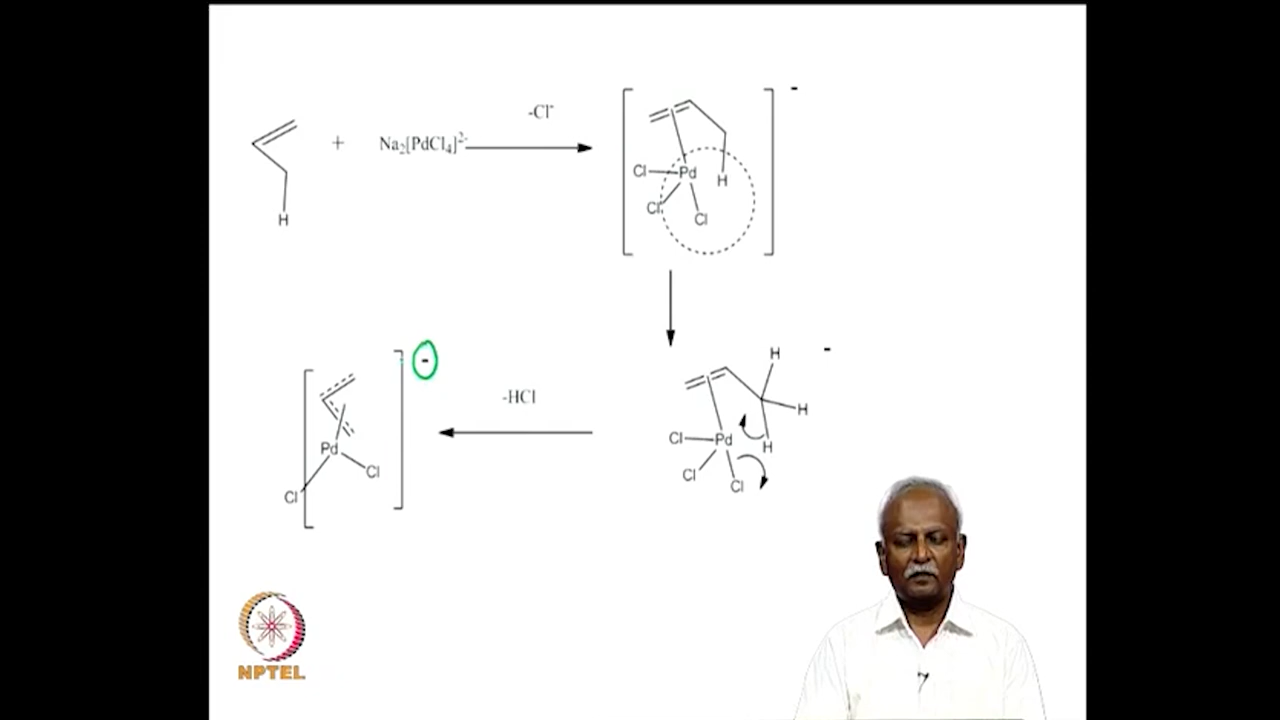 + Na₂[PdCl₄]²⁻ -Cl⁻
H
Cl Pd H
Cl Cl
-
H
H
Cl Pd H
Cl Cl
-
-HCl
-
Pd
Cl Cl
NPTEL